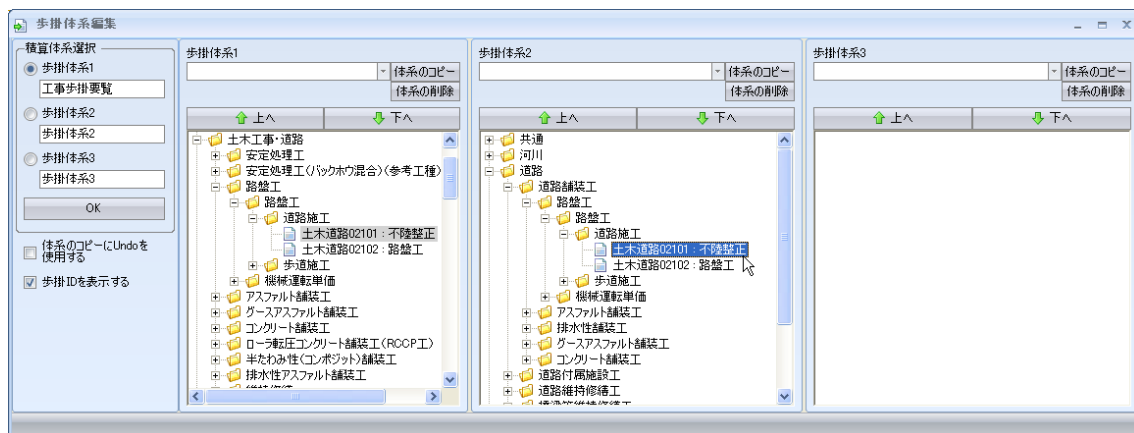 歩掛体系編集
積算体系選択
歩掛体系1
工事歩掛要覧
歩掛体系2
歩掛体系2
歩掛体系3
歩掛体系3
OK
体系のコピーにUndoを
使用する
歩掛IDを表示する
歩掛体系1
体系のコピー
体系の削除
上へ
下へ
土木工事・道路
安定処理工
安定処理工(バックホウ混合)(参考工種)
路盤工
路盤工
道路施工
土木道路02101:不陸整正
土木道路02102:路盤工
歩道施工
機械運転単価
アスファルト舗装工
グースアスファルト舗装工
コンクリート舗装工
ローラ転圧コンクリート舗装工(RCCP工)
半たわみ性(コンポジット)舗装工
排水性アスファルト舗装工
歩掛体系2
体系のコピー
体系の削除
上へ
下へ
共通
河川
道路
道路舗装工
路盤工
路盤工
道路施工
土木道路02101:不陸整正
土木道路02102:路盤工
歩道施工
機械運転単価
アスファルト舗装工
排水性舗装工
グースアスファルト舗装工
コンクリート舗装工
道路付属施設工
道路維持修繕工
歩掛体系3
体系のコピー
体系の削除
上へ
下へ